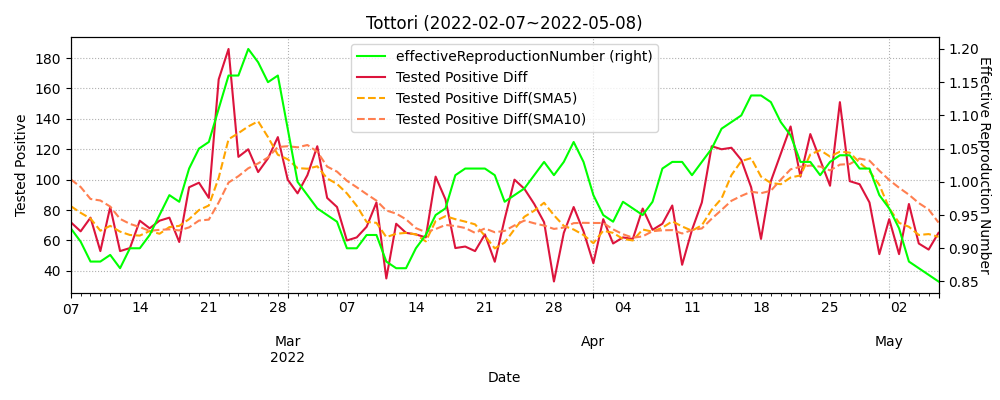 Tottori (2022-02-07~2022-05-08)
effectiveReproductionNumber (right)
Tested Positive Diff
Tested Positive Diff(SMA5)
Tested Positive Diff(SMA10)
Tested Positive
180
160
140
120
100
80
60
40
1.20
1.15
1.10
1.05
1.00
0.95
0.90
0.85
Effective Reproduction Number
07 14 21 28 07 14 21 28 04 11 18 25 02
Mar Apr May
2022
Date